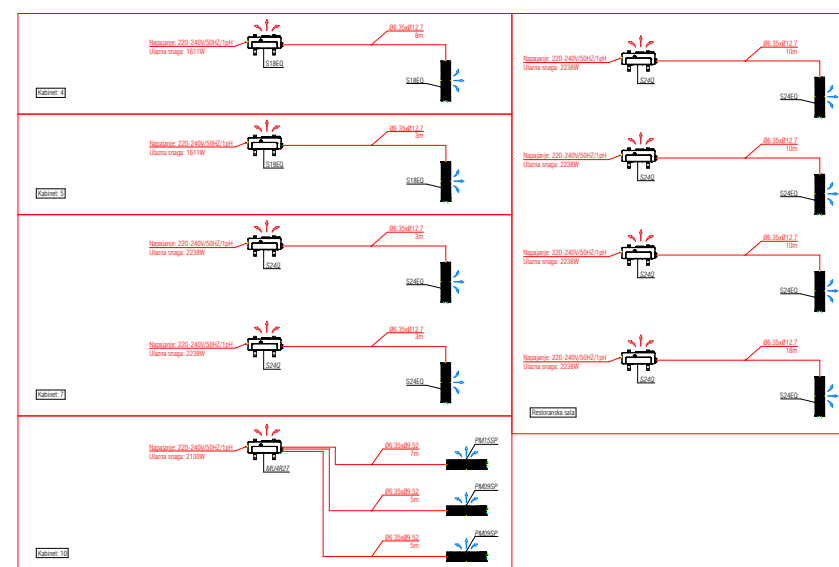 Napajanje: 220-240V/50HZ/1pH
Ulazna snaga: 1611W
S18EQ
Ø6.35xØ12.7
8m
S18EQ
Kabinet: 4
Napajanje: 220-240V/50HZ/1pH
Ulazna snaga: 1611W
S18EQ
Ø6.35xØ12.7
3m
S18EQ
Kabinet: 5
Napajanje: 220-240V/50HZ/1pH
Ulazna snaga: 2238W
S24Q
Ø6.35xØ12.7
3m
S24EQ
Napajanje: 220-240V/50HZ/1pH
Ulazna snaga: 2238W
S24Q
Ø6.35xØ12.7
3m
S24EQ
Kabinet: 7
Napajanje: 220-240V/50HZ/1pH
Ulazna snaga: 2100W
MU4R27
Ø6.35xØ9.52
7m
PM15SP
Ø6.35xØ9.52
5m
PM09SP
Ø6.35xØ9.52
5m
PM09SP
Kabinet: 10
Napajanje: 220-240V/50HZ/1pH
Ulazna snaga: 2238W
S24Q
Ø6.35xØ12.7
10m
S24EQ
Napajanje: 220-240V/50HZ/1pH
Ulazna snaga: 2238W
S24Q
Ø6.35xØ12.7
10m
S24EQ
Napajanje: 220-240V/50HZ/1pH
Ulazna snaga: 2238W
S24Q
Ø6.35xØ12.7
10m
S24EQ
Napajanje: 220-240V/50HZ/1pH
Ulazna snaga: 2238W
S24Q
Ø6.35xØ12.7
18m
S24EQ
Restoranska sala